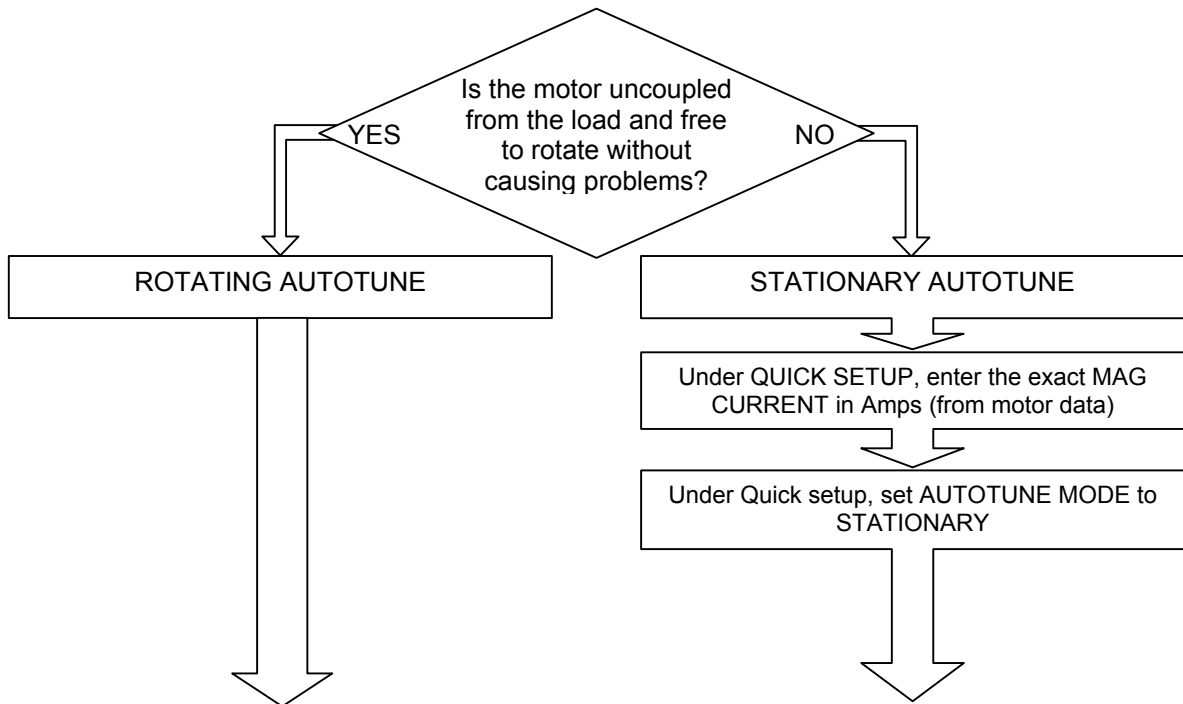 Is the motor uncoupled
from the load and free
to rotate without
causing problems?
YES
NO
ROTATING AUTOTUNE
STATIONARY AUTOTUNE
Under QUICK SETUP, enter the exact MAG
CURRENT in Amps (from motor data)
Under Quick setup, set AUTOTUNE MODE to
STATIONARY